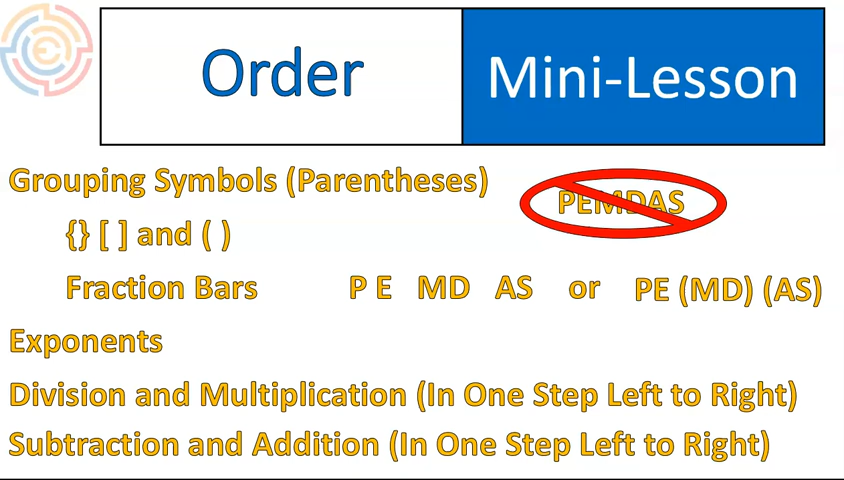 Order
Mini-Lesson
Grouping Symbols (Parentheses)
PEMDAS
{} [ ] and ( )
Fraction Bars
P E MD AS or PE (MD) (AS)
Exponents
Division and Multiplication (In One Step Left to Right)
Subtraction and Addition (In One Step Left to Right)